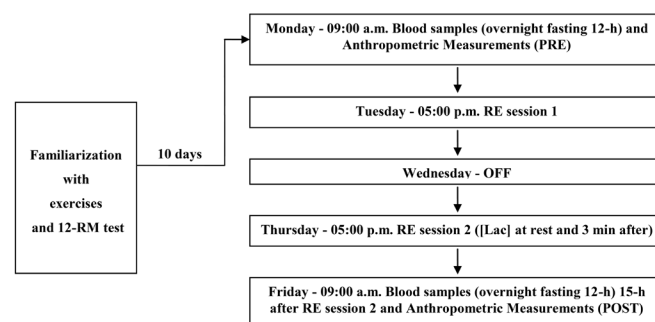 Monday - 09:00 a.m. Blood samples (overnight fasting 12-h) and
Anthropometric Measurements (PRE)
Tuesday - 05:00 p.m. RE session 1
Familiarization
with
exercises
and 12-RM test
10 days
Wednesday - OFF
Thursday - 05:00 p.m. RE session 2 ([Lac] at rest and 3 min after)
Friday - 09:00 a.m. Blood samples (overnight fasting 12-h) 15-h
after RE session 2 and Anthropometric Measurements (POST)